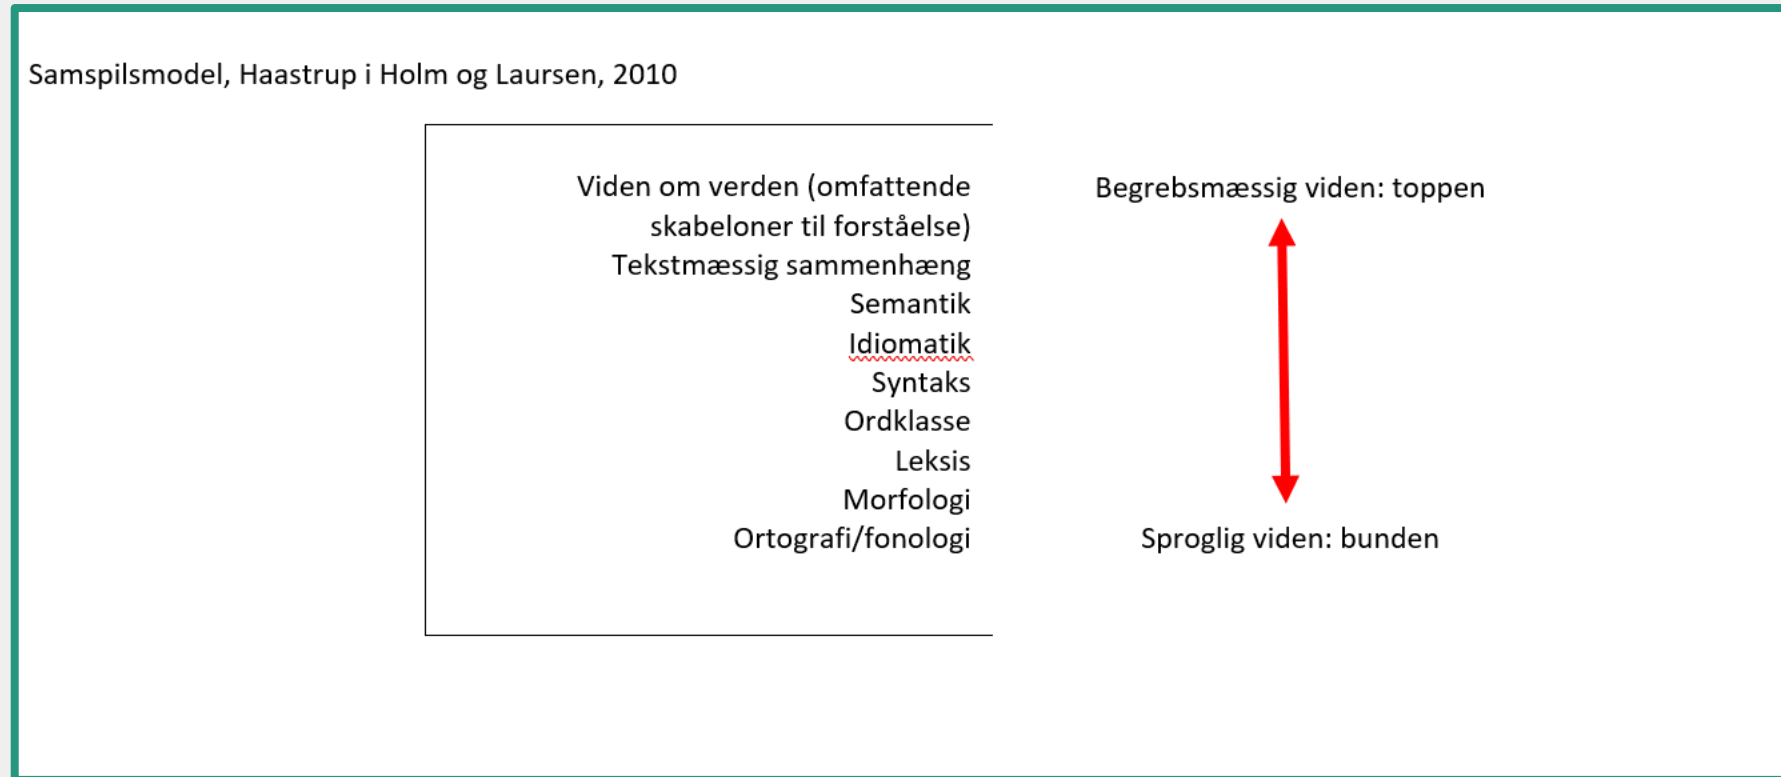 Samspilsmodel, Haastrup i Holm og Laursen, 2010
Viden om verden (omfattende
skabeloner til forståelse)
Tekstmæssig sammenhæng
Semantik
Idiomatik
Syntaks
Ordklasse
Leksis
Morfologi
Ortografi/fonologi
Begrebsmæssig viden: toppen
Sproglig viden: bunden